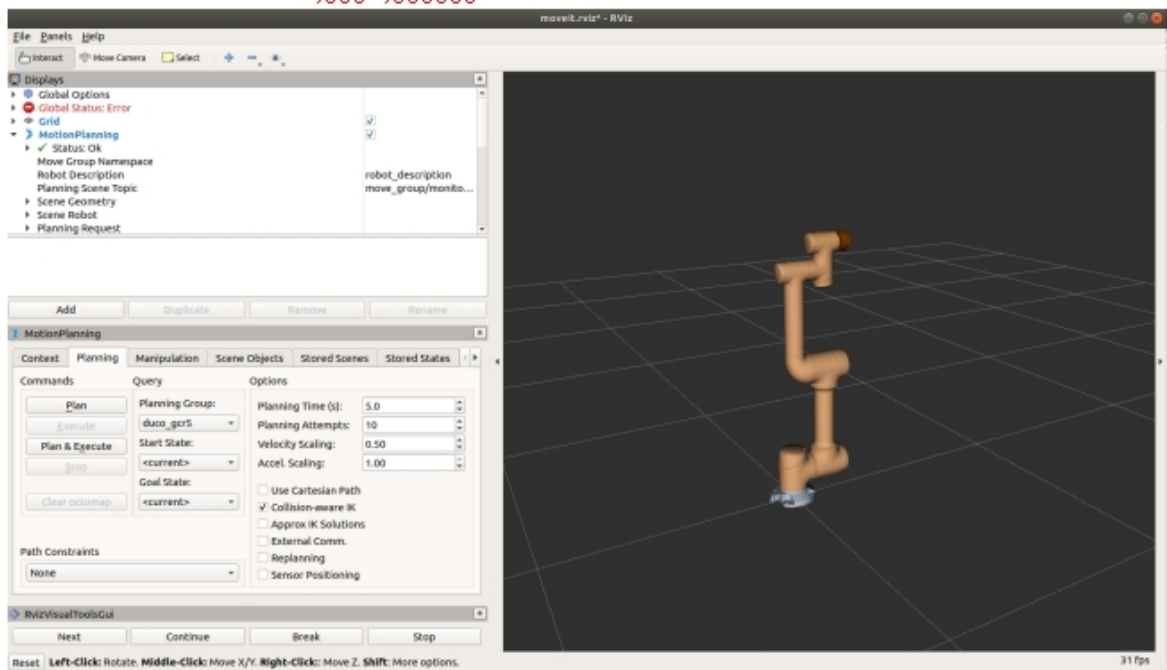 moveit.rviz* - RViz
File Panels Help
Interact Move Camera Select
Displays
Global Options
Global Status: Error
Grid
MotionPlanning
Status: Ok
Move Group Namespace
Robot Description robot_description
Planning Scene Topic move_group/monito...
Scene Geometry
Scene Robot
Planning Request
Add Duplicate Remove Rename
MotionPlanning
Context Planning Manipulation Scene Objects Stored Scenes Stored States
Commands Query Options
Plan
Execute
Plan & Execute
Stop
Clear octomap
Planning Group:
duco_gcr5
Start State:
<current>
Goal State:
<current>
Planning Time (s): 5.0
Planning Attempts: 10
Velocity Scaling: 0.50
Accel. Scaling: 1.00
Use Cartesian Path
Collision-aware IK
Approx IK Solutions
External Comm.
Replanning
Sensor Positioning
Path Constraints
None
RvizVisualToolsGui
Next Continue Break Stop
Reset Left-Click: Rotate. Middle-Click: Move X/Y. Right-Click:: Move Z. Shift: More options. 31 fps